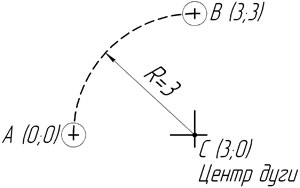 B (3;3)
R=3
A (0;0)
C (3;0)
Центр дуги